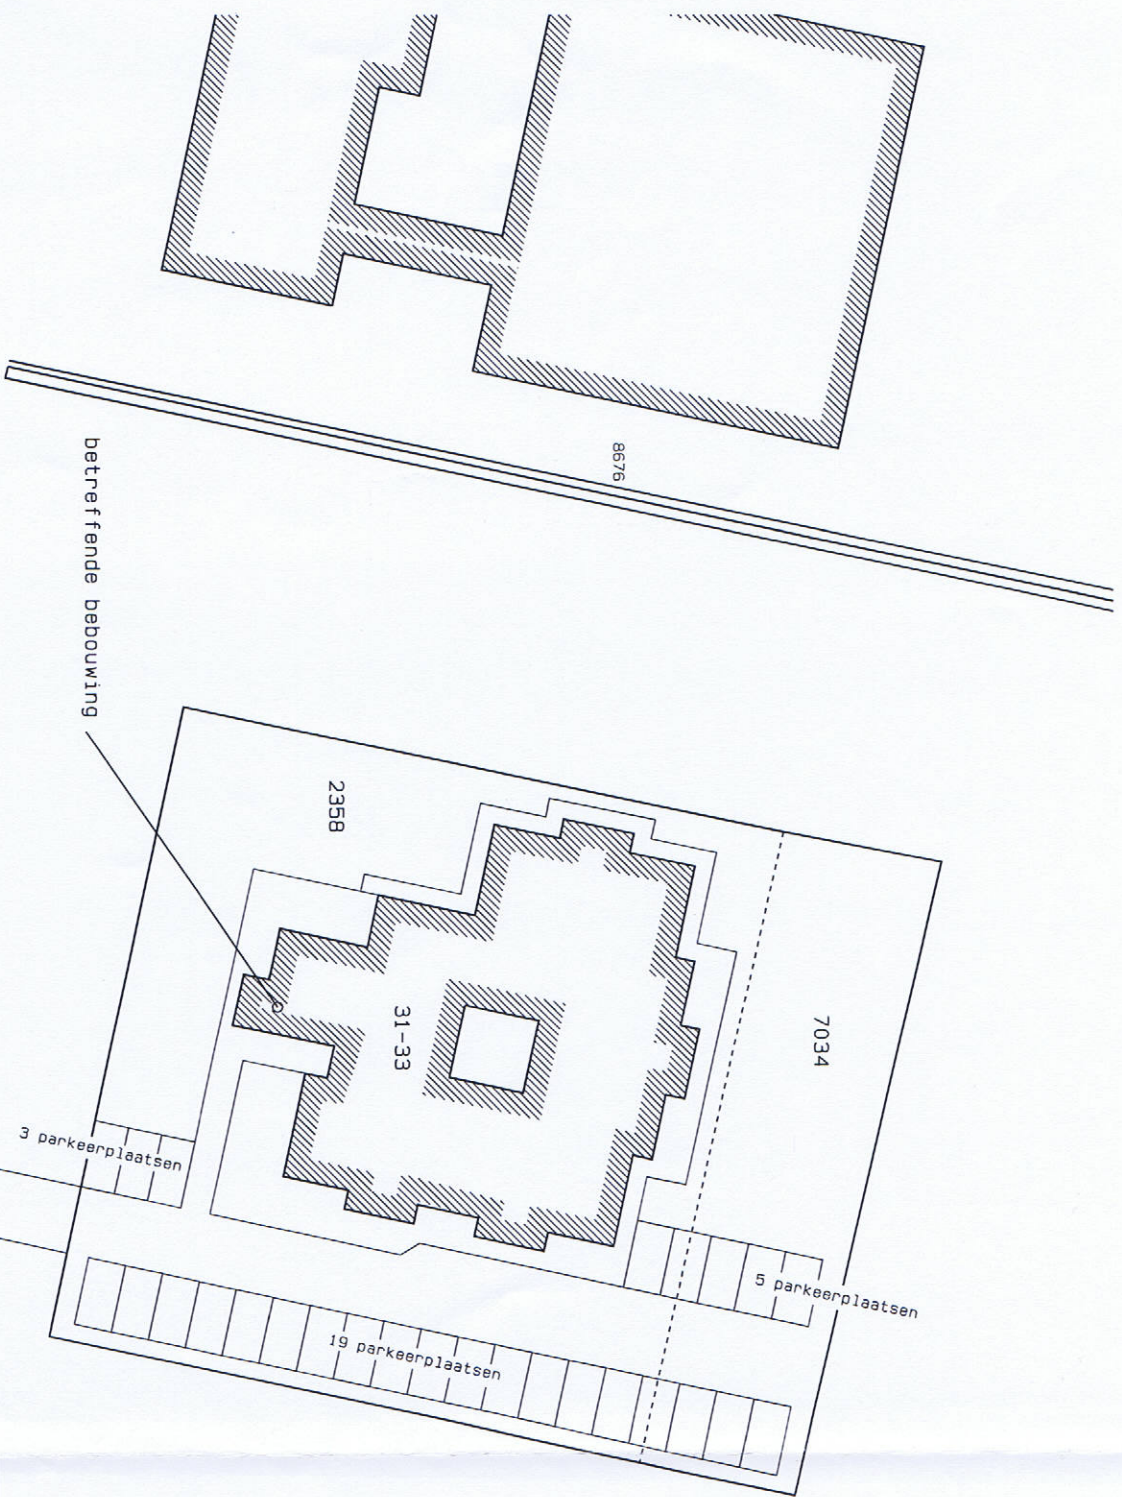 8676
betreffende bebouwing
2358
31-33
7034
3 parkeerplaatsen
5 parkeerplaatsen
19 parkeerplaatsen